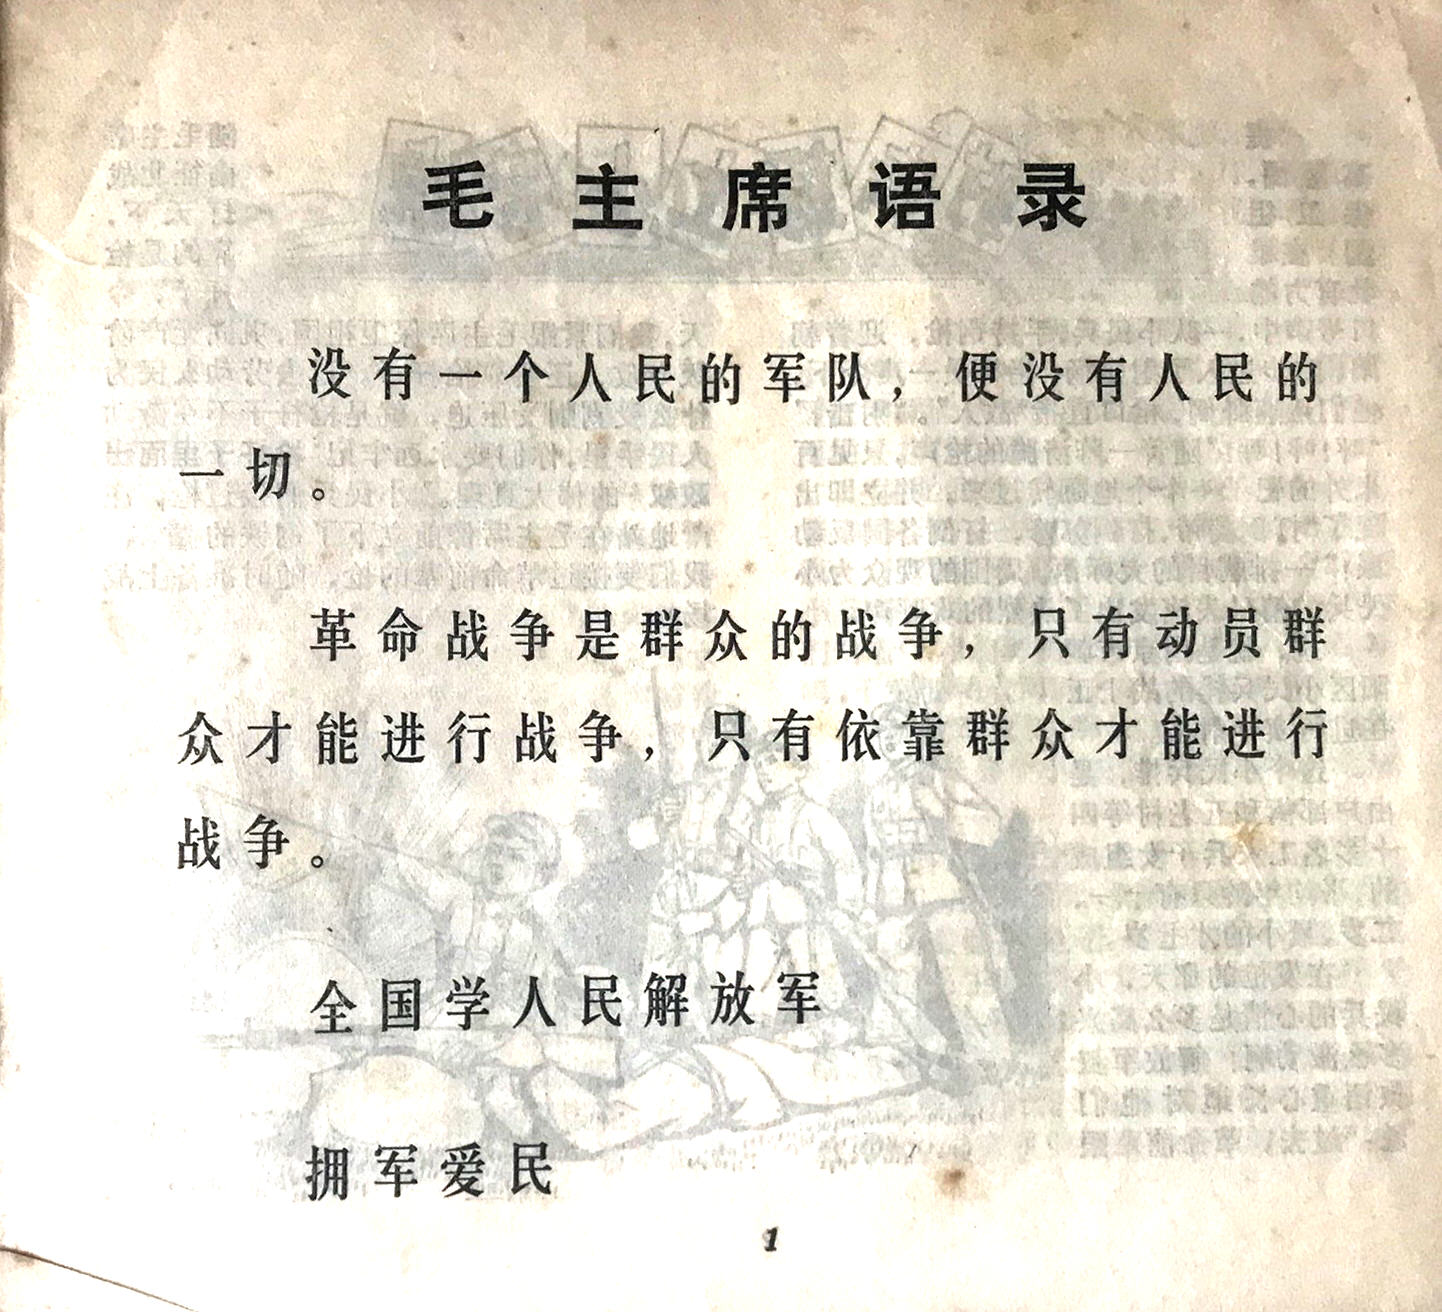 毛主席语录
没有一个人民的军队，便没有人民的
一切。
革命战争是群众的战争，只有动员群
众才能进行战争，只有依靠群众才能进行
战争。
全国学人民解放军
拥军爱民
1